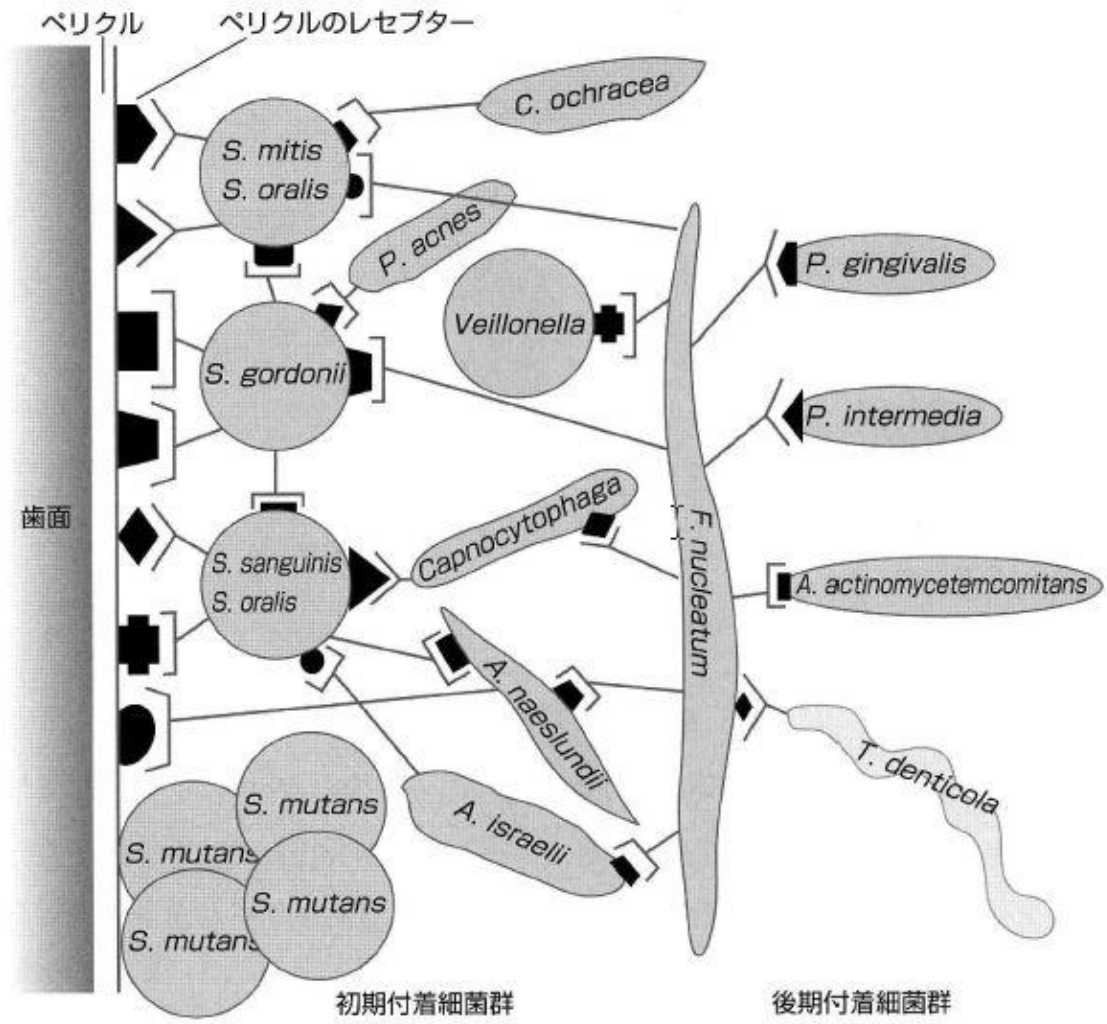 ペリクル
ペリクルのレセプター
C. ochracea
S. mitis
S. oralis
P. acnes
P. gingivalis
Veillonella
S. gordonii
P. intermedia
歯面
Capnocytophaga
F. nucleatum
S. sanguinis
S. oralis
A. actinomycetemcomitans
A. naeslundii
T. denticola
S. mutans
A. israelii
S. mutans
S. mutans
S. mutans
初期付着細菌群
後期付着細菌群